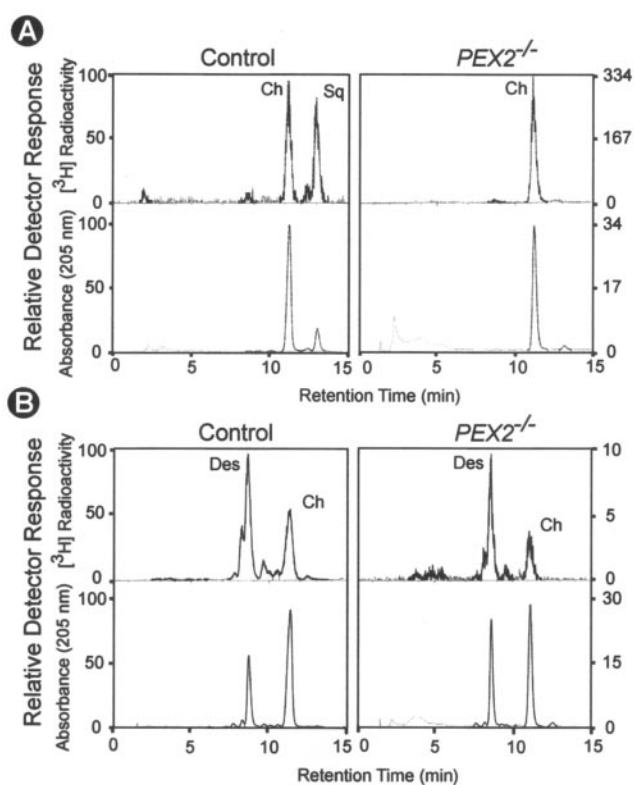 A
Control
PEX2-/-
Relative Detector Response
[³H] Radioactivity
Absorbance (205 nm)
100
50
0
100
50
0
Ch
Sq
Ch
334
167
0
34
17
0
0
5
10
15
0
5
10
15
Retention Time (min)
B
Control
PEX2-/-
Relative Detector Response
[³H] Radioactivity
Absorbance (205 nm)
100
50
0
100
50
0
Des
Ch
Des
Ch
10
5
0
30
15
0
0
5
10
15
0
5
10
15
Retention Time (min)